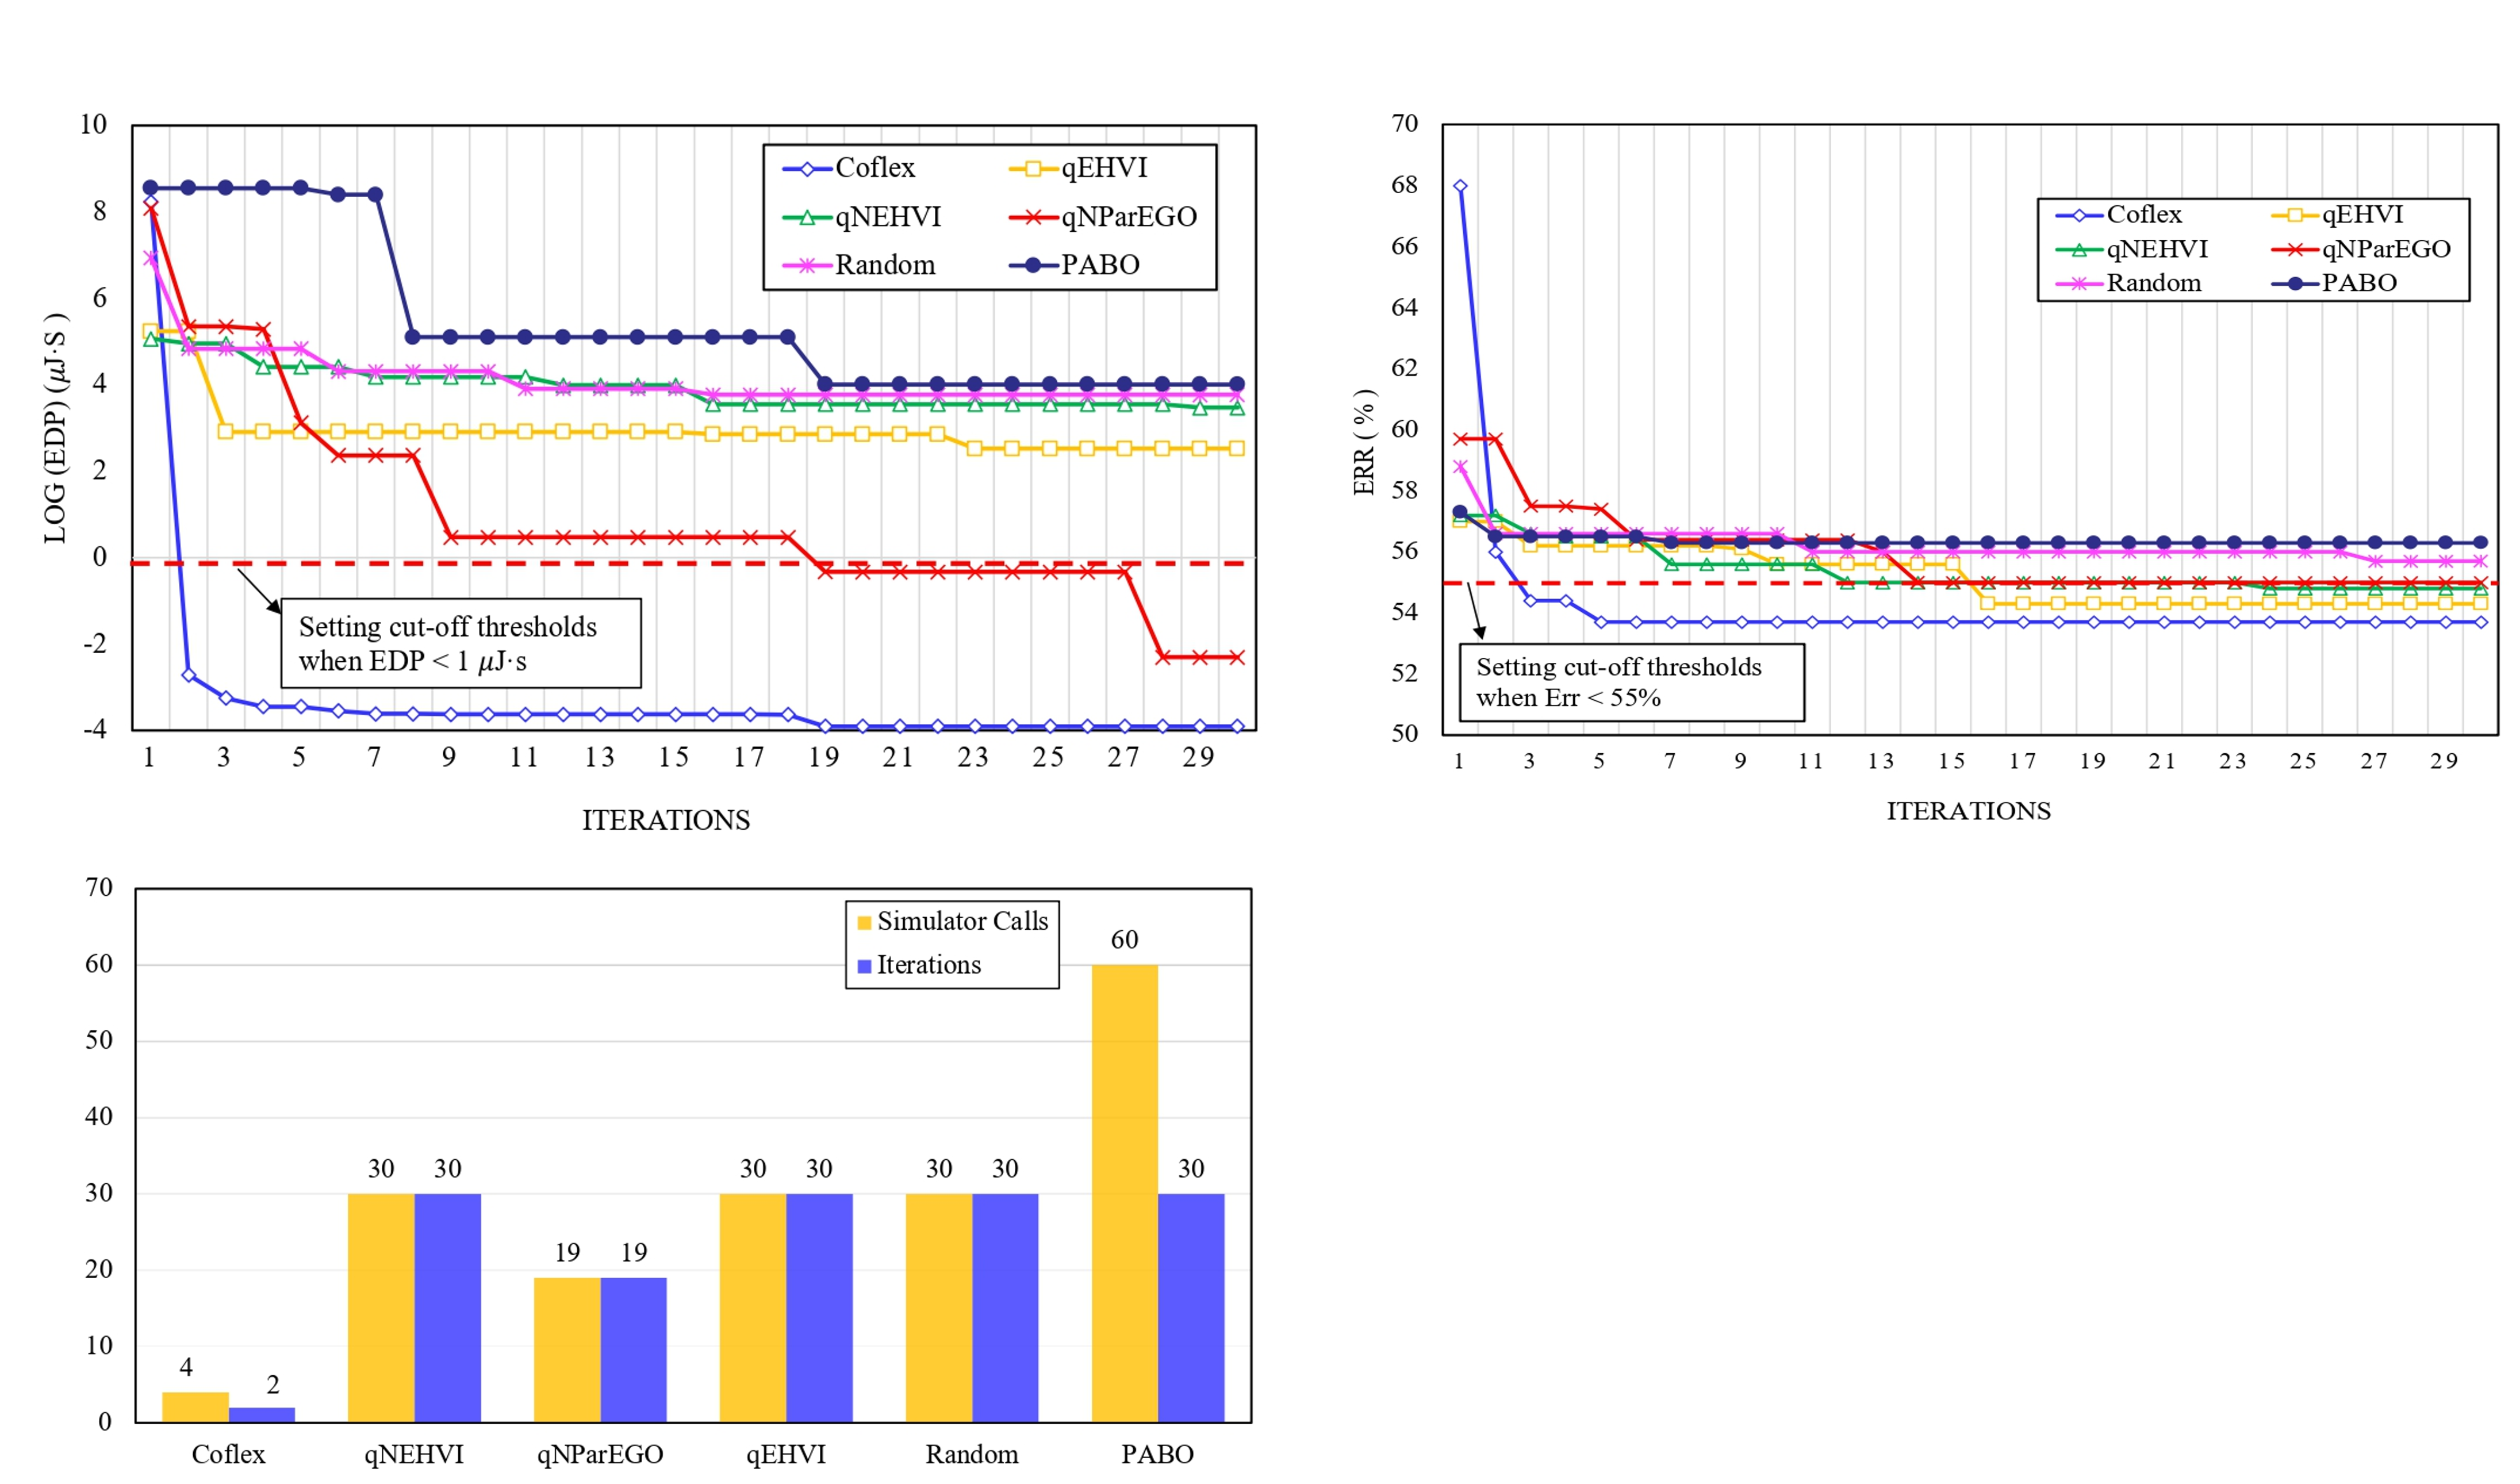 10
8
6
4
2
0
-2
-4
LOG (EDP) (μJ·S )
Coflex
qEHVI
qNEHVI
qNParEGO
Random
PABO
Setting cut-off thresholds
when EDP < 1 μJ·s
1 3 5 7 9 11 13 15 17 19 21 23 25 27 29
ITERATIONS
70
68
66
64
62
60
58
56
54
52
50
ERR ( % )
Coflex
qEHVI
qNEHVI
qNParEGO
Random
PABO
Setting cut-off thresholds
when Err < 55%
1 3 5 7 9 11 13 15 17 19 21 23 25 27 29
ITERATIONS
70
60
50
40
30
20
10
0
Simulator Calls
Iterations
4 2
30 30
19 19
30 30
30 30
60 30
Coflex qNEHVI qNParEGO qEHVI Random PABO